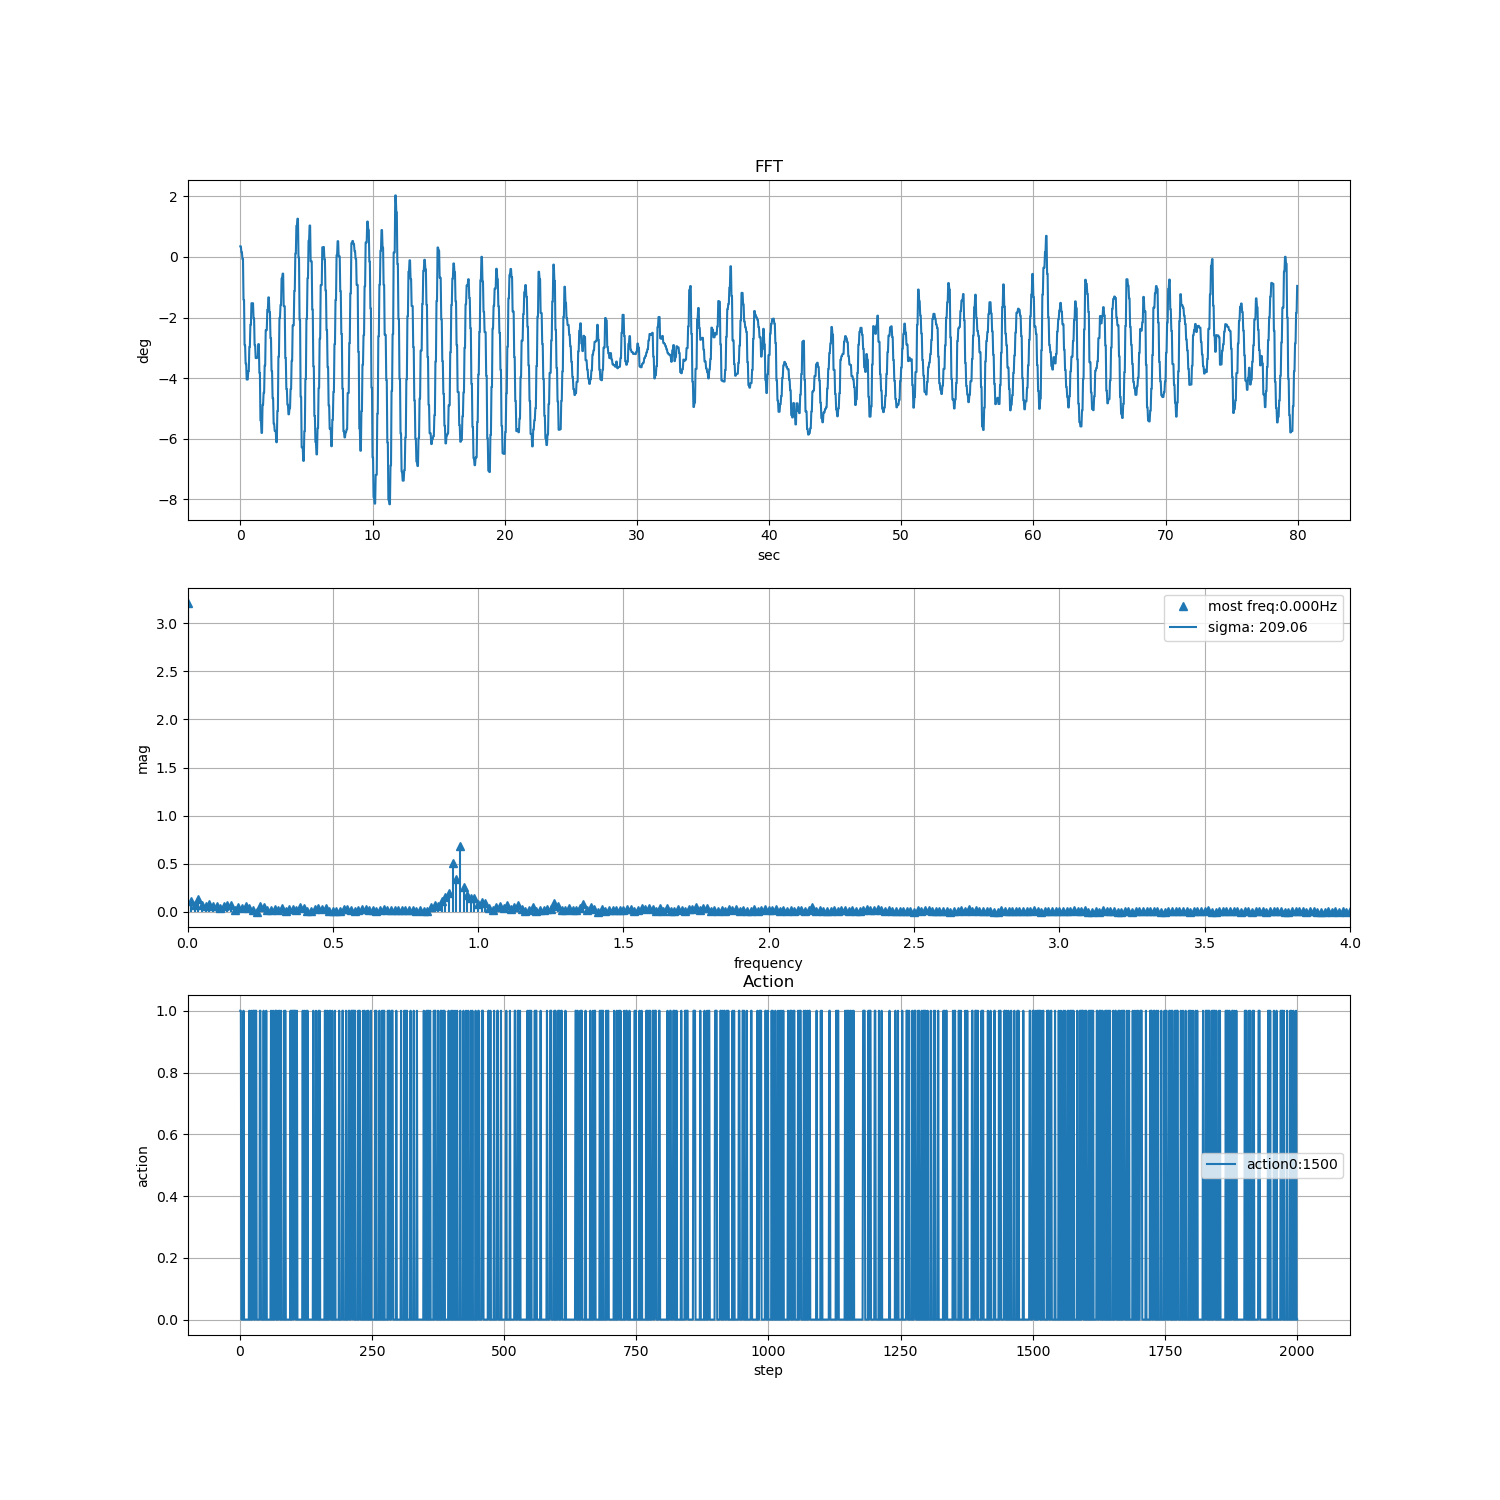 FFT
2
0
−2
−4
−6
−8
deg
0 10 20 30 40 50 60 70 80
sec
most freq:0.000Hz
sigma: 209.06
3.0
2.5
2.0
1.5
1.0
0.5
0.0
mag
0.0 0.5 1.0 1.5 2.0 2.5 3.0 3.5 4.0
frequency
Action
1.0
0.8
0.6
0.4
0.2
0.0
action
action0:1500
0 250 500 750 1000 1250 1500 1750 2000
step